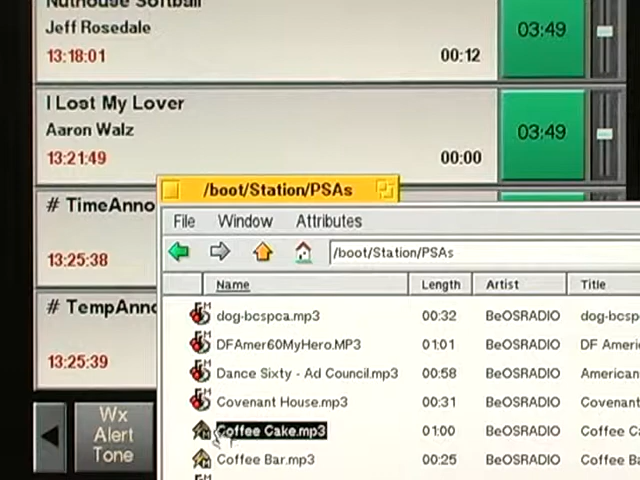 Nuthouse Softball
Jeff Rosedale
13:18:01
00:12
03:49
I Lost My Lover
Aaron Walz
13:21:49
00:00
03:49
# TimeAnno
13:25:38
# TempAnno
13:25:39
Wx
Alert
Tone
/boot/Station/PSAs
File Window Attributes
/boot/Station/PSAs
Name Length Artist Title
dog-bcspca.mp3 00:32 BeOSRADIO dog-bcsp
DFAmer60MyHero.MP3 01:01 BeOSRADIO DF Ameri
Dance Sixty - Ad Council.mp3 00:58 BeOSRADIO American
Covenant House.mp3 00:31 BeOSRADIO Covenant
Coffee Cake.mp3 01:00 BeOSRADIO Coffee C
Coffee Bar.mp3 00:25 BeOSRADIO Coffee Ba